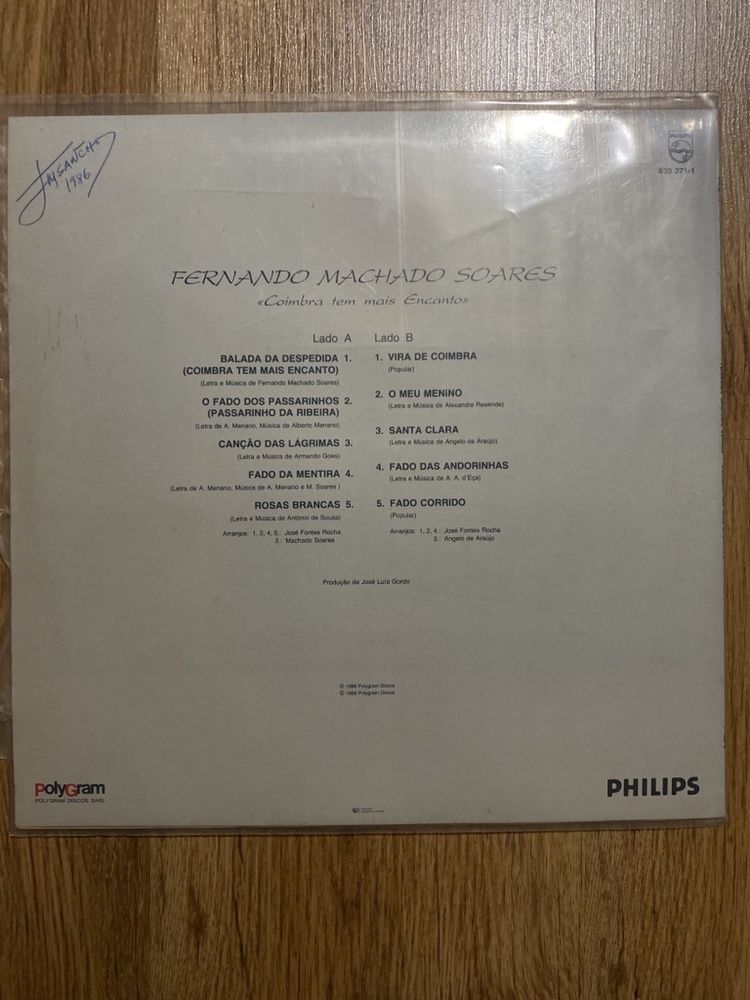 JMSANCHO
1986
PHILIPS
830 371-1
FERNANDO MACHADO SOARES
«Coimbra tem mais Encanto»
Lado A
BALADA DA DESPEDIDA 1.
(COIMBRA TEM MAIS ENCANTO)
(Letra e Música de Fernando Machado Soares)
O FADO DOS PASSARINHOS 2.
(PASSARINHO DA RIBEIRA)
(Letra de A. Menano, Música de Alberto Menano)
CANÇÃO DAS LÁGRIMAS 3.
(Letra e Música de Armando Goes)
FADO DA MENTIRA 4.
(Letra de A. Menano, Música de A. Menano e M. Soares )
ROSAS BRANCAS 5.
(Letra e Música de António de Sousa)
Arranjos: 1, 2, 4, 5.: José Fontes Rocha
3.: Machado Soares
Lado B
1. VIRA DE COIMBRA
(Popular)
2. O MEU MENiNO
(Letra e Música de Alexandre Resende)
3. SANTA CLARA
(Letra e Música de Angelo de Araújo)
4. FADO DAS ANDORINHAS
(Letra e Música de A. A. d'Eça)
5. FADO CORRIDO
(Popular)
Arranjos: 1, 2, 4.: José Fontes Rocha
3.: Angelo de Araújo
Produção de José Luís Gordo
℗ 1986 Polygram Discos
© 1986 Polygram Discos
PolyGram
POLYGRAM DISCOS SARL
PHILIPS